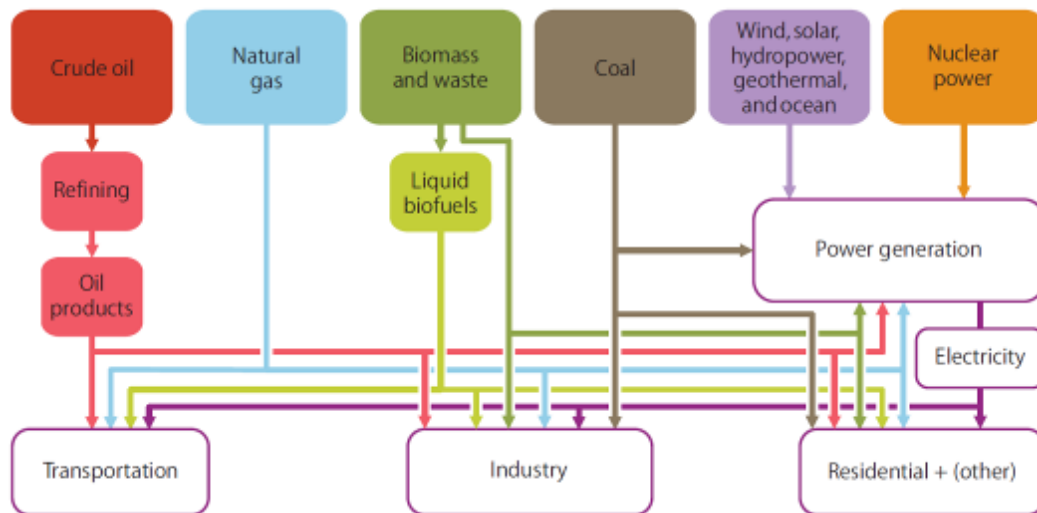 Crude oil
Natural
gas
Biomass
and waste
Coal
Wind, solar,
hydropower,
geothermal,
and ocean
Nuclear
power
Refining
Liquid
biofuels
Power generation
Oil
products
Electricity
Transportation
Industry
Residential + (other)